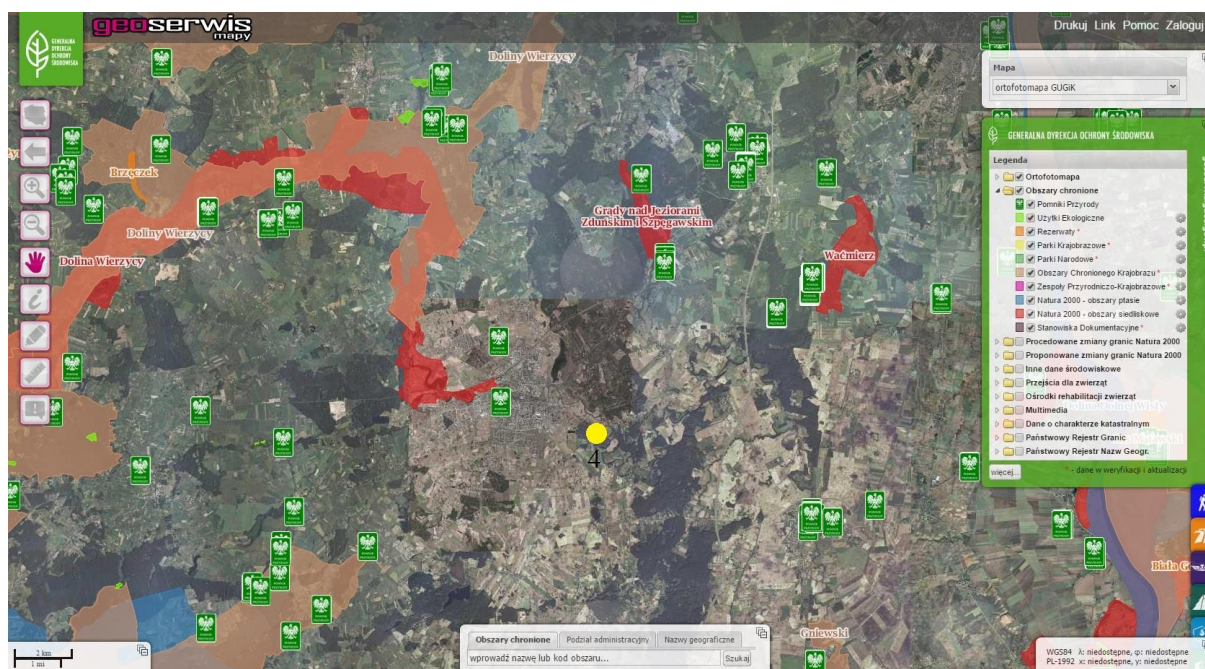 GENERALNA
DYREKCJA
OCHRONY
ŚRODOWISKA
geoserwis
mapy
Drukuj Link Pomoc Zaloguj
Mapa
ortofotomapa GUGiK
GENERALNA DYREKCJA OCHRONY ŚRODOWISKA
Legenda
Ortofotomapa
Obszary chronione
Pomniki Przyrody
Użytki Ekologiczne
Rezerwaty *
Parki Krajobrazowe *
Parki Narodowe *
Obszary Chronionego Krajobrazu *
Zespoły Przyrodniczo-Krajobrazowe *
Natura 2000 - obszary ptasie
Natura 2000 - obszary siedliskowe
Stanowiska Dokumentacyjne *
Procedowane zmiany granic Natura 2000
Proponowane zmiany granic Natura 2000
Inne dane środowiskowe
Przejścia dla zwierząt
Ośrodki rehabilitacji zwierząt
Multimedia
Dane o charakterze katastralnym
Państwowy Rejestr Granic
Państwowy Rejestr Nazw Geogr.
więcej...
* - dane w weryfikacji i aktualizacji
Doliny Wierzycy
Brzęczek
Doliny Wierzycy
Dolina Wierzycy
Grądy nad Jeziorami
Zduńskim i Szpęgawskim
Waćmierz
4
Biała G
Gniewski
Obszary chronione
Podział administracyjny
Nazwy geograficzne
wprowadź nazwę lub kod obszaru...
Szukaj
2 km
1 mi
WGS84 λ: niedostępne, φ: niedostępne
PL-1992 x: niedostępne, y: niedostępne